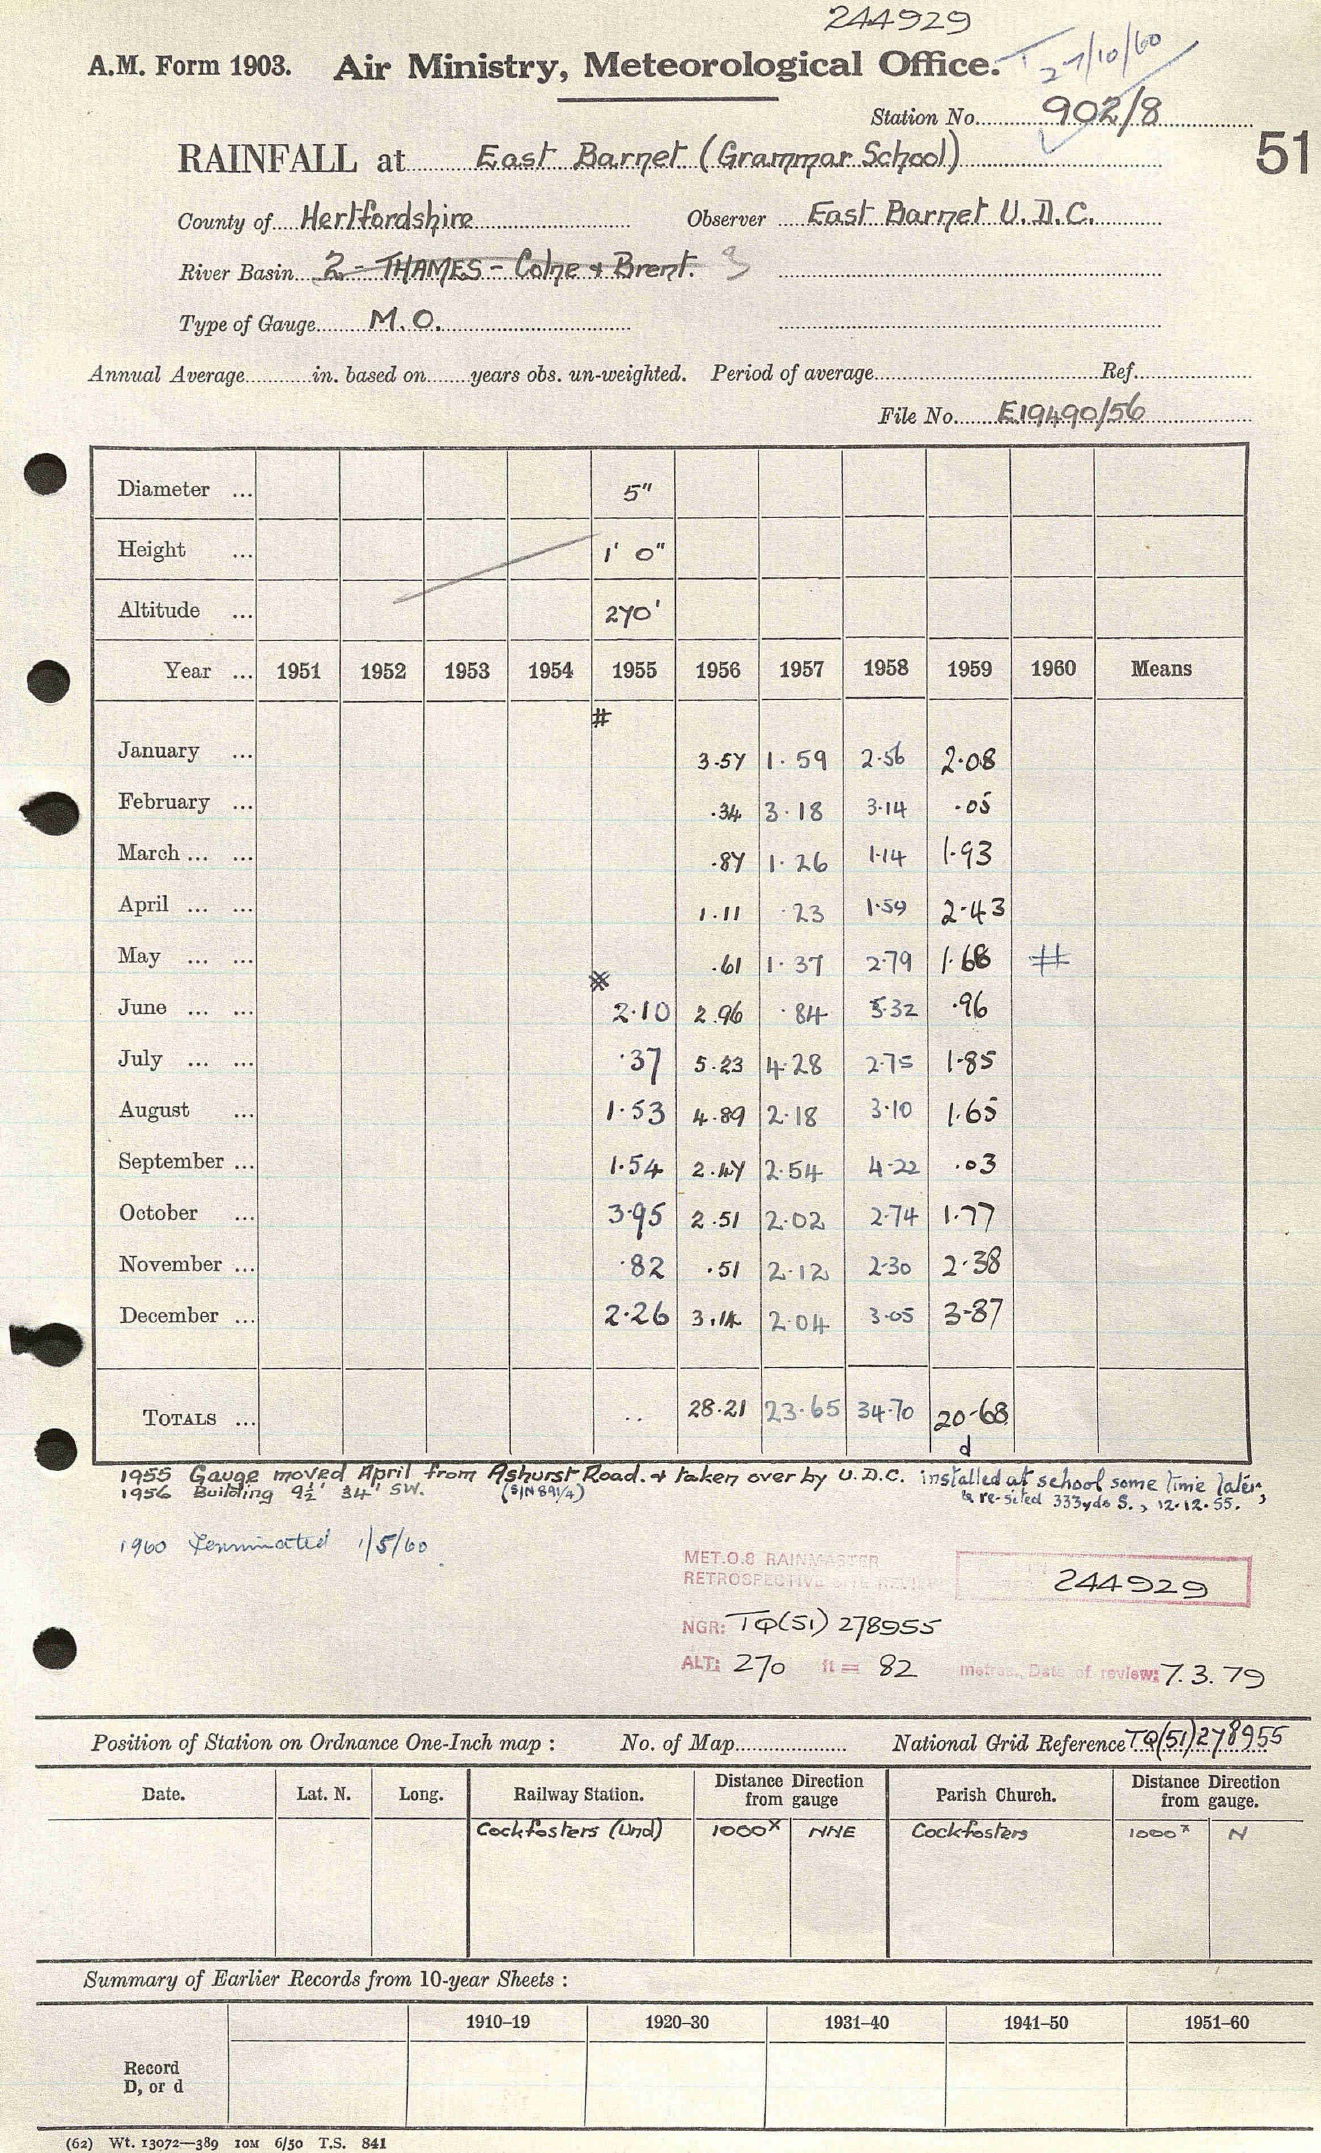 244929
A.M. Form 1903. Air Ministry, Meteorological Office. T 27/10/60
Station No. 902/8
RAINFALL at East Barnet (Grammar School) 51
County of Hertfordshire Observer East Barnet U.D.C.
River Basin 2 - THAMES - Colne & Brent. 3
Type of Gauge M.O.
Annual Average in. based on years obs. un-weighted. Period of average Ref.
File No. E19490/56
Diameter ... 5"
Height ... 1' 0"
Altitude ... 270'
Year ... 1951 1952 1953 1954 1955 1956 1957 1958 1959 1960 Means
#
January ... 3.57 1.59 2.56 2.08
February ... .34 3.18 3.14 .05
March ... ... .87 1.26 1.14 1.93
April ... ... 1.11 .23 1.59 2.43
May ... ... .61 1.37 2.79 1.68 #
June ... ... 2.10 2.96 .84 5.32 .96
July ... ... .37 5.23 4.28 2.75 1.85
August ... 1.53 4.89 2.18 3.10 1.65
September ... 1.54 2.47 2.54 4.22 .03
October ... 3.95 2.51 2.02 2.74 1.77
November ... .82 .51 2.12 2.30 2.38
December ... 2.26 3.14 2.04 3.05 3.87
TOTALS ... .. 28.21 23.65 34.70 20.68
d
1955 Gauge moved April from Ashurst Road. & taken over by U.D.C. installed at school some time later,
1956 Building 9½' 34' SW. (S/N 891/4) & re-sited 333yds S., 12.12.55.
1960 Terminated 1/5/60.
MET.O.8 RAINMASTER
RETROSPECTIVE SITE REVIEW 244929
NGR: TQ(51) 278955
ALT: 270 ft = 82 metres. Date of review: 7.3.79
Position of Station on Ordnance One-Inch map : No. of Map National Grid Reference TQ(51)278955
Date. Lat. N. Long. Railway Station. Distance from gauge Direction Parish Church. Distance from gauge. Direction
Cockfosters (Und) 1000x NNE Cockfosters 1000x N
Summary of Earlier Records from 10-year Sheets :
1910–19 1920–30 1931–40 1941–50 1951–60
Record
D, or d
(62) Wt. 13072—389 10M 6/50 T.S. 841